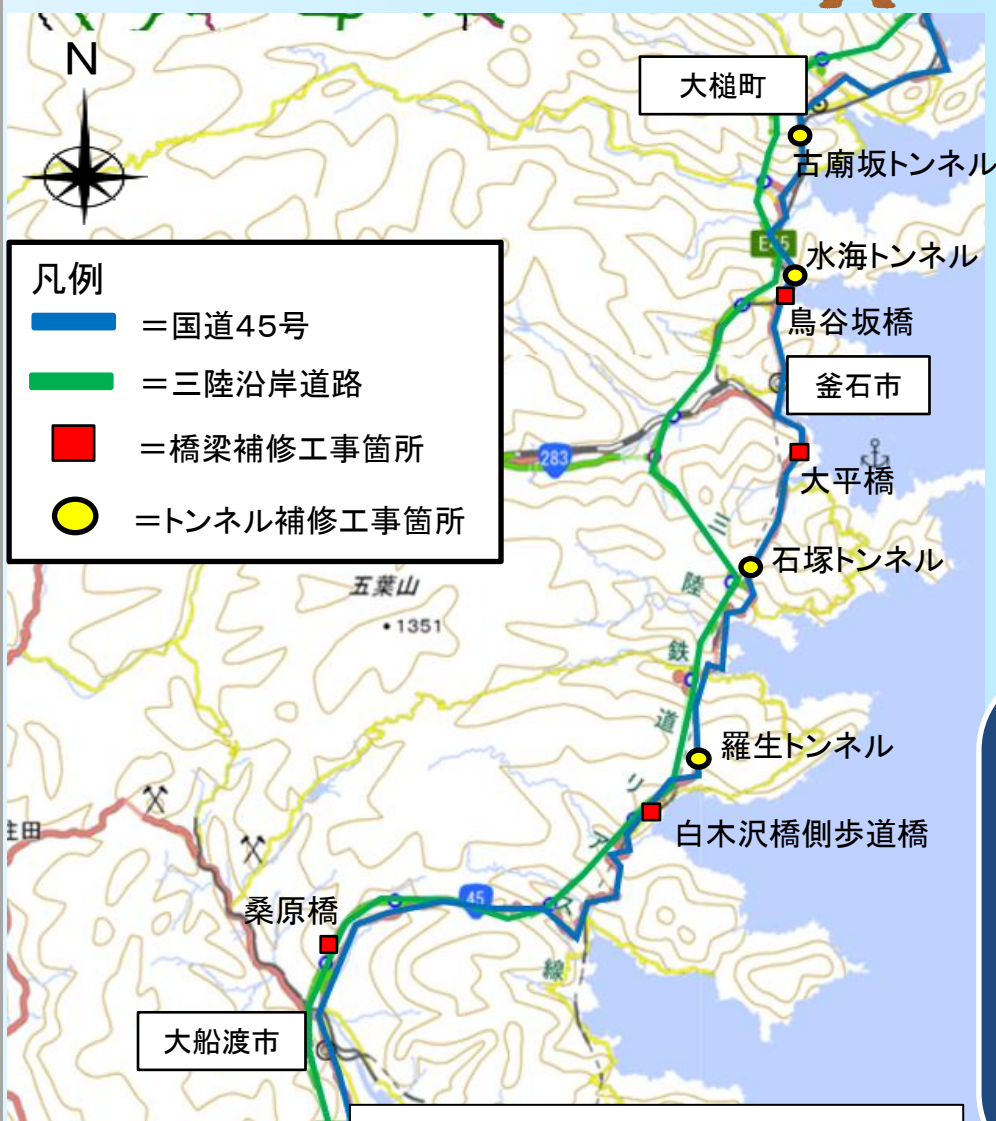 N
大槌町
古廟坂トンネル
E45
水海トンネル
鳥谷坂橋
凡例
=国道45号
=三陸沿岸道路
=橋梁補修工事箇所
=トンネル補修工事箇所
釜石市
283
大平橋
石塚トンネル
五葉山
・1351
三陸鉄道リアス線
羅生トンネル
白木沢橋側歩道橋
住田
45
桑原橋
大船渡市